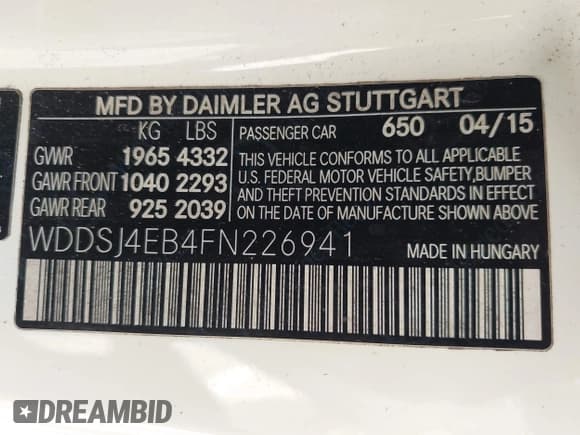 MFD BY DAIMLER AG STUTTGART
KG LBS PASSENGER CAR 650 04/15
GVWR 1965 4332
GAWR FRONT 1040 2293
GAWR REAR 925 2039
THIS VEHICLE CONFORMS TO ALL APPLICABLE
U.S. FEDERAL MOTOR VEHICLE SAFETY,BUMPER
AND THEFT PREVENTION STANDARDS IN EFFECT
ON THE DATE OF MANUFACTURE SHOWN ABOVE.
WDDSJ4EB4FN226941 MADE IN HUNGARY
DREAMBID